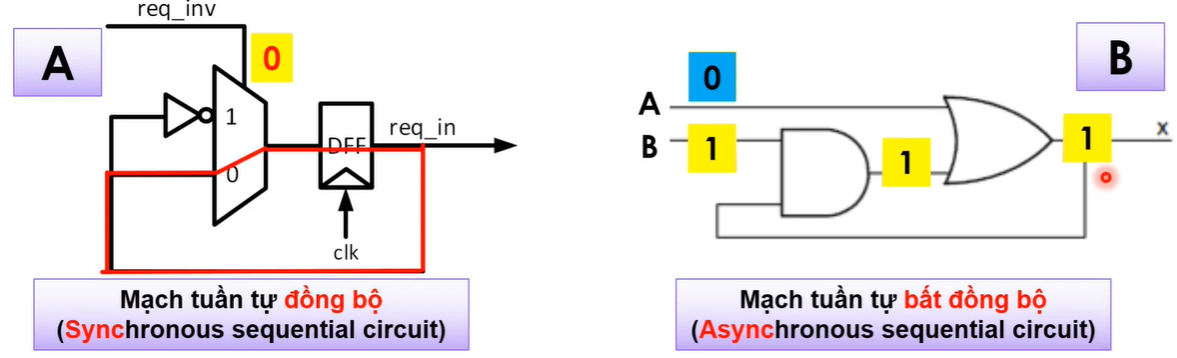 req_inv
A
0
1
0
DFF
req_in
clk
Mạch tuần tự đồng bộ
(Synchronous sequential circuit)
B
0
A
B
1
1
1
x
Mạch tuần tự bất đồng bộ
(Asynchronous sequential circuit)